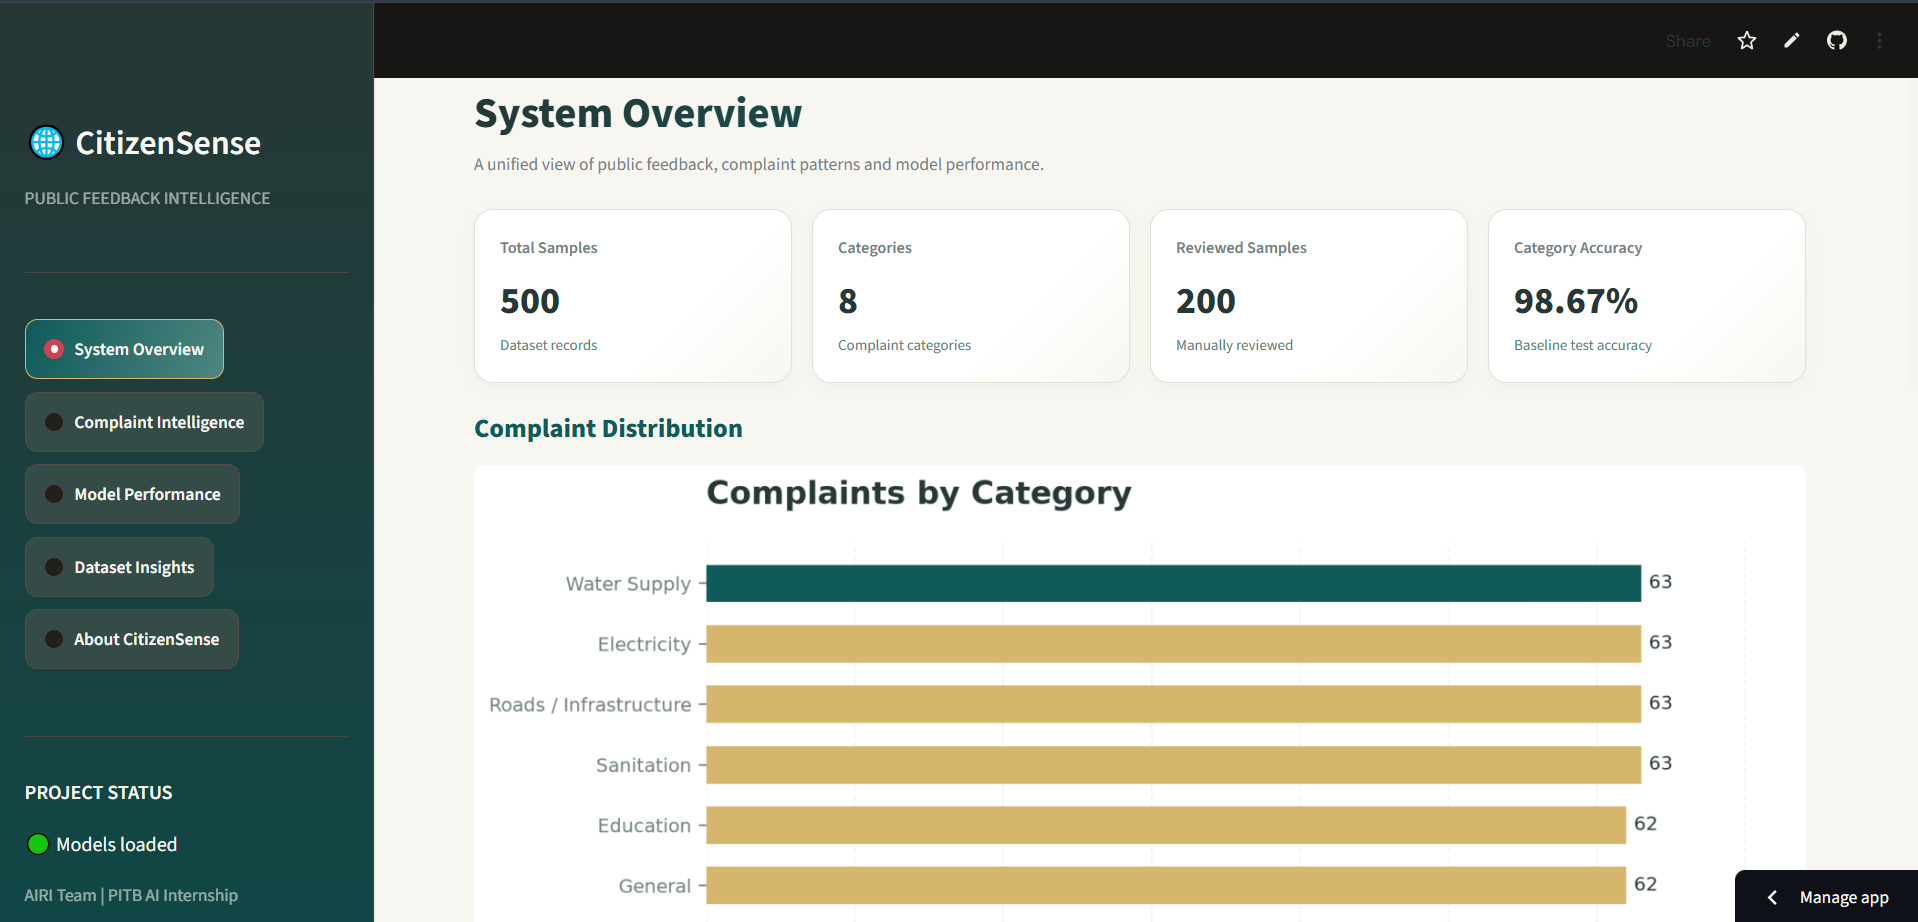 Share
CitizenSense
PUBLIC FEEDBACK INTELLIGENCE
System Overview
Complaint Intelligence
Model Performance
Dataset Insights
About CitizenSense
PROJECT STATUS
Models loaded
AIRI Team | PITB AI Internship
System Overview
A unified view of public feedback, complaint patterns and model performance.
Total Samples
500
Dataset records
Categories
8
Complaint categories
Reviewed Samples
200
Manually reviewed
Category Accuracy
98.67%
Baseline test accuracy
Complaint Distribution
Complaints by Category
Water Supply 63
Electricity 63
Roads / Infrastructure 63
Sanitation 63
Education 62
General 62
Manage app